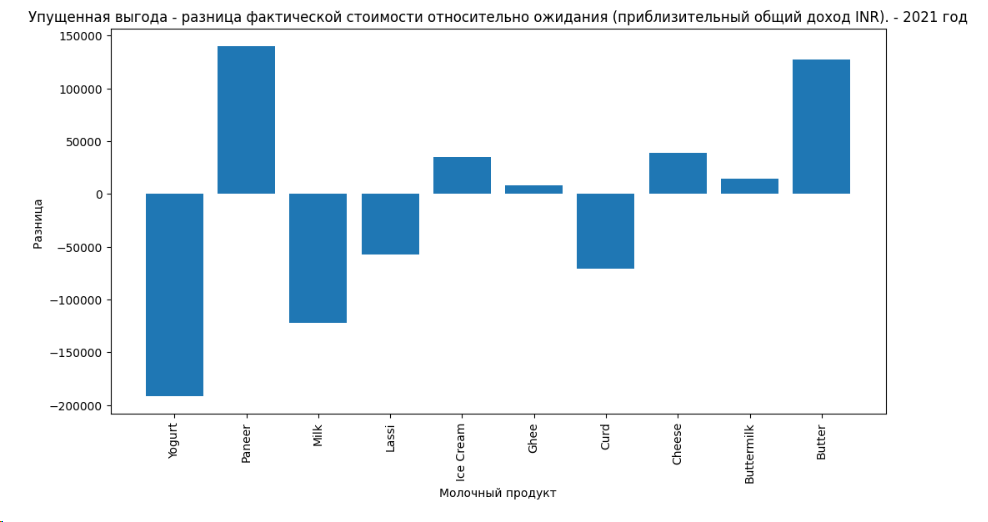 Упущенная выгода - разница фактической стоимости относительно ожидания (приблизительный общий доход INR). - 2021 год
150000
100000
50000
0
−50000
−100000
−150000
−200000
Разница
Yogurt
Paneer
Milk
Lassi
Ice Cream
Ghee
Curd
Cheese
Buttermilk
Butter
Молочный продукт